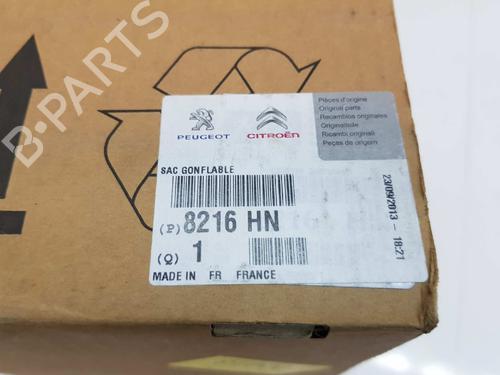 B-PARTS
PEUGEOT
CITROËN
Pièces d'origine
Original parts
Recambios originales
Originalteile
Ricambi originali
Peças de origem
SAC GONFLABLE
(P) 8216 HN
(Q) 1
MADE IN FR FRANCE
23/09/2013 - 18:21